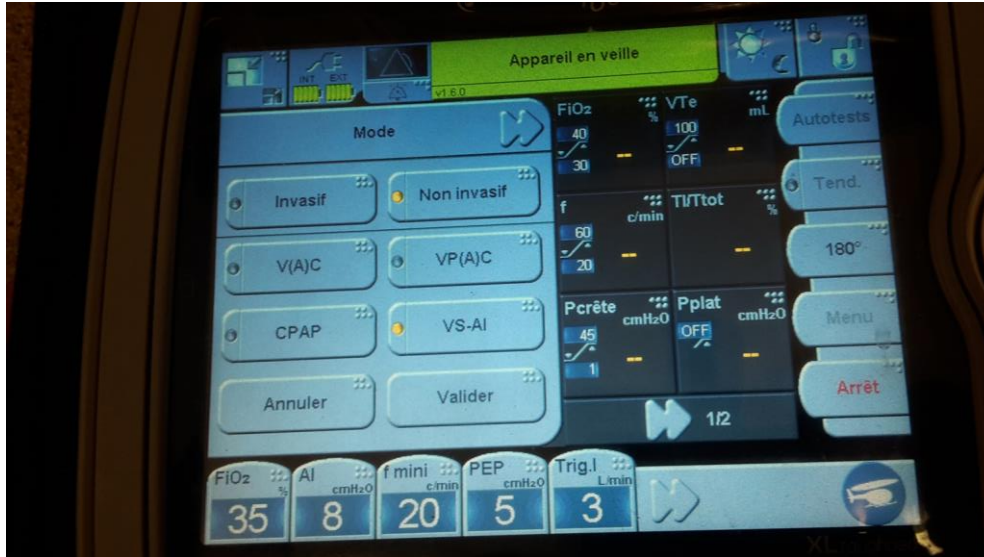 INT EXT
Appareil en veille
v1.6.0
Mode
Invasif
Non invasif
V(A)C
VP(A)C
CPAP
VS-AI
Annuler
Valider
FiO2 %
40
30
--
VTe mL
100
OFF
--
f c/min
60
20
--
TI/Ttot %
--
Pcrête cmH2O
45
1
--
Pplat cmH2O
OFF
--
1/2
Autotests
Tend.
180°
Menu
Arrêt
FiO2 %
35
AI cmH2O
8
f mini c/min
20
PEP cmH2O
5
Trig.I L/min
3